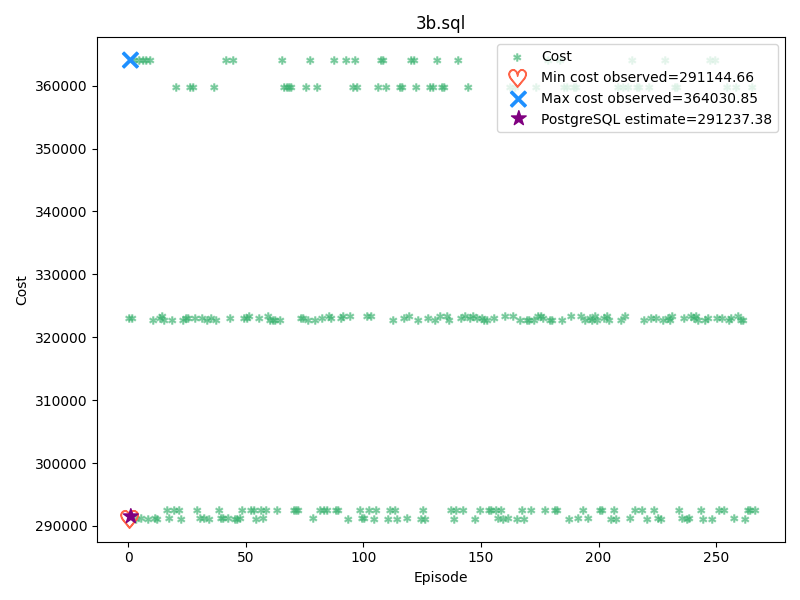 3b.sql
Cost
Min cost observed=291144.66
Max cost observed=364030.85
PostgreSQL estimate=291237.38
360000
350000
340000
330000
320000
310000
300000
290000
Cost
0 50 100 150 200 250
Episode